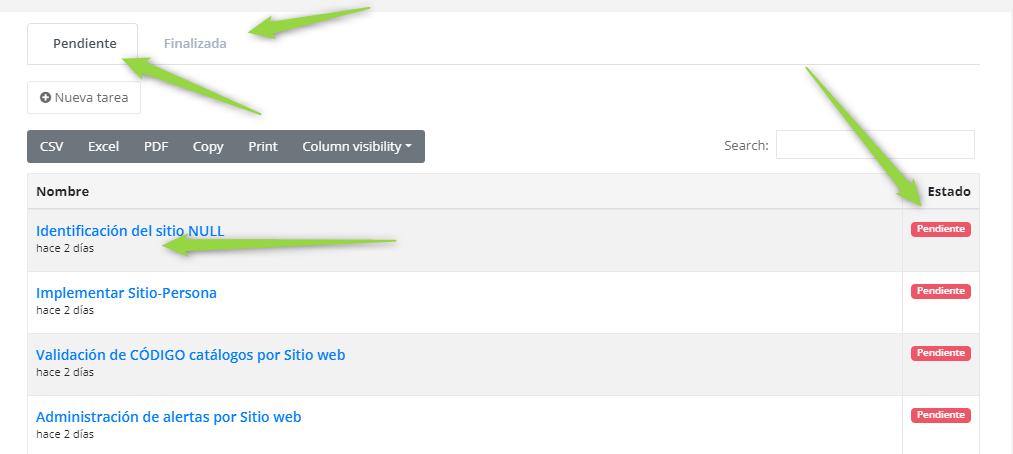 Pendiente Finalizada
Nueva tarea
CSV Excel PDF Copy Print Column visibility Search:
Nombre Estado
Identificación del sitio NULL Pendiente
hace 2 días
Implementar Sitio-Persona Pendiente
hace 2 días
Validación de CÓDIGO catálogos por Sitio web Pendiente
hace 2 días
Administración de alertas por Sitio web Pendiente
hace 2 días